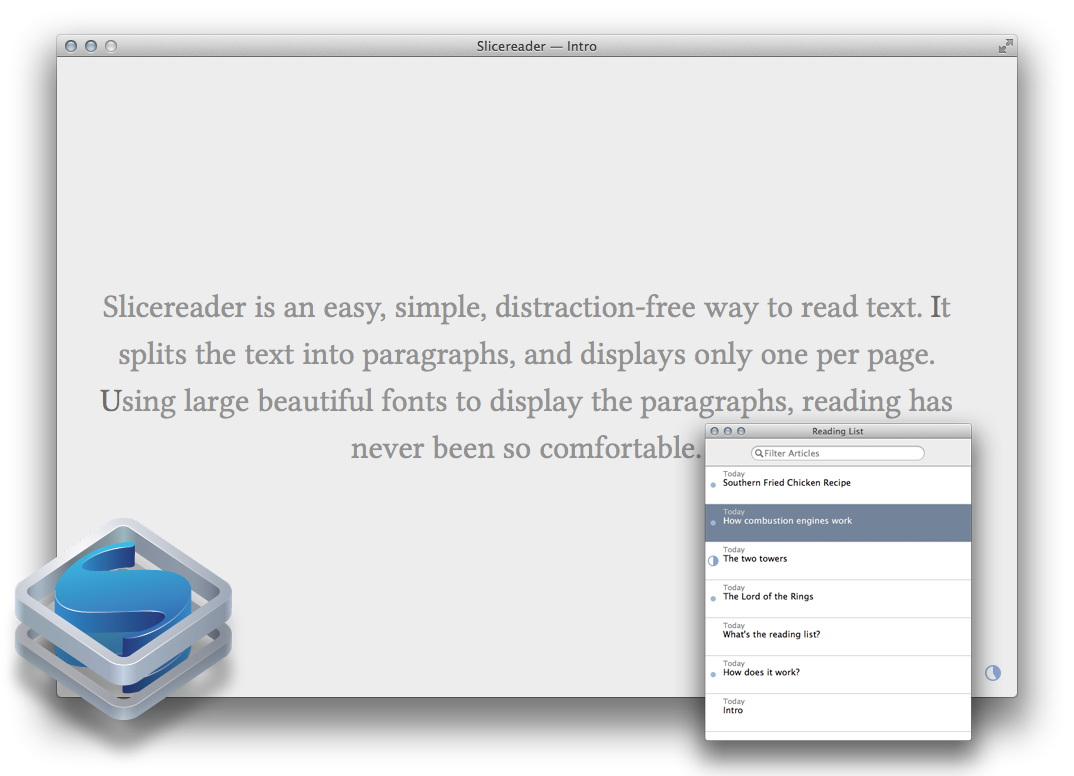 Slicereader — Intro
Slicereader is an easy, simple, distraction-free way to read text. It
splits the text into paragraphs, and displays only one per page.
Using large beautiful fonts to display the paragraphs, reading has
never been so comfortable.
Reading List
Filter Articles
Today
Southern Fried Chicken Recipe
Today
How combustion engines work
Today
The two towers
Today
The Lord of the Rings
Today
What's the reading list?
Today
How does it work?
Today
Intro